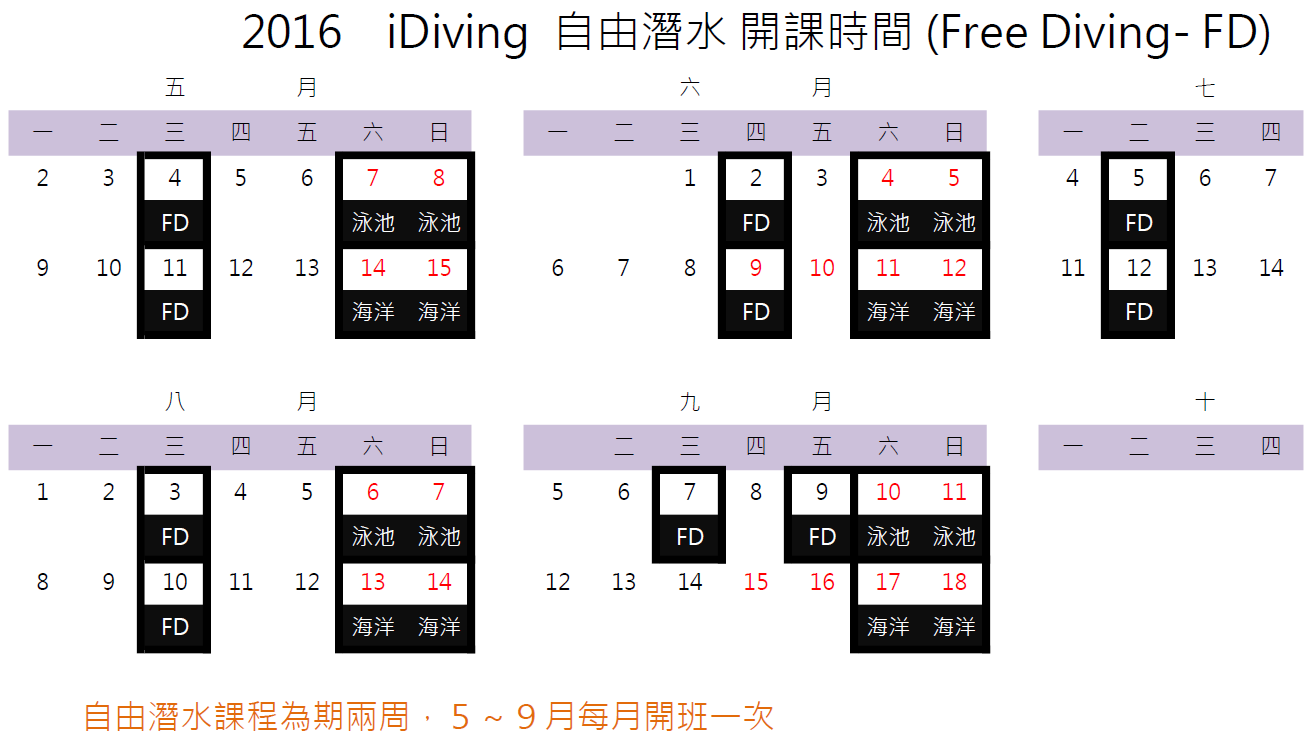 2016 iDiving 自由潛水 開課時間 (Free Diving- FD)
五 月 六 月 七
一 二 三 四 五 六 日 一 二 三 四 五 六 日 一 二 三 四
2 3 4 5 6 7 8 1 2 3 4 5 4 5 6 7
FD 泳池 泳池 FD 泳池 泳池 FD
9 10 11 12 13 14 15 6 7 8 9 10 11 12 11 12 13 14
FD 海洋 海洋 FD 海洋 海洋 FD
八 月 九 月 十
一 二 三 四 五 六 日 二 三 四 五 六 日 一 二 三 四
1 2 3 4 5 6 7 5 6 7 8 9 10 11
FD 泳池 泳池 FD FD 泳池 泳池
8 9 10 11 12 13 14 12 13 14 15 16 17 18
FD 海洋 海洋 海洋 海洋
自由潛水課程為期兩周，5 ~ 9 月每月開班一次